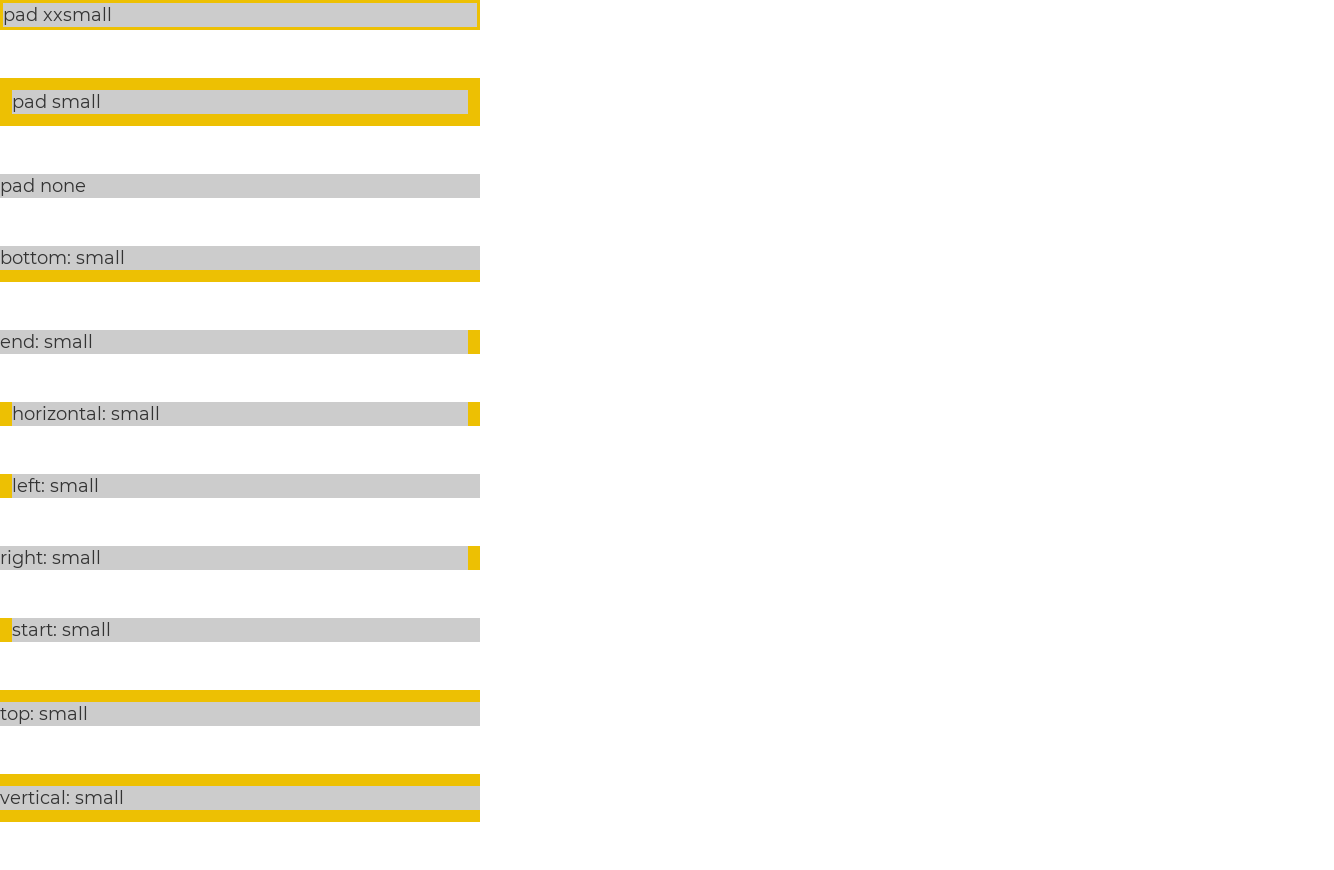 pad xxsmall
pad small
pad none
bottom: small
end: small
horizontal: small
left: small
right: small
start: small
top: small
vertical: small